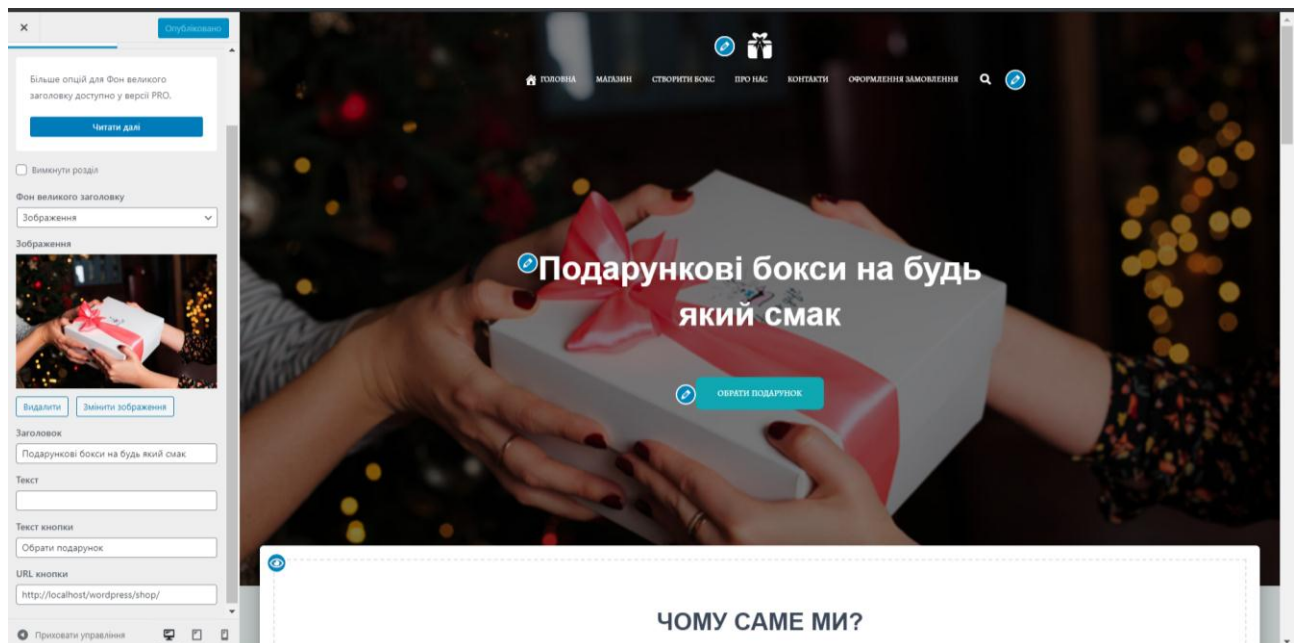 Опубліковано
Більше опцій для Фон великого
заголовку доступно у версії PRO.
Читати далі
Вимкнути розділ
Фон великого заголовку
Зображення
Зображення
Видалити
Змінити зображення
Заголовок
Подарункові бокси на будь який смак
Текст
Текст кнопки
Обрати подарунок
URL кнопки
http://localhost/wordpress/shop/
Приховати управління
ГОЛОВНА МАГАЗИН СТВОРИТИ БОКС ПРО НАС КОНТАКТИ ОФОРМЛЕННЯ ЗАМОВЛЕННЯ
Подарункові бокси на будь
який смак
ОБРАТИ ПОДАРУНОК
ЧОМУ САМЕ МИ?